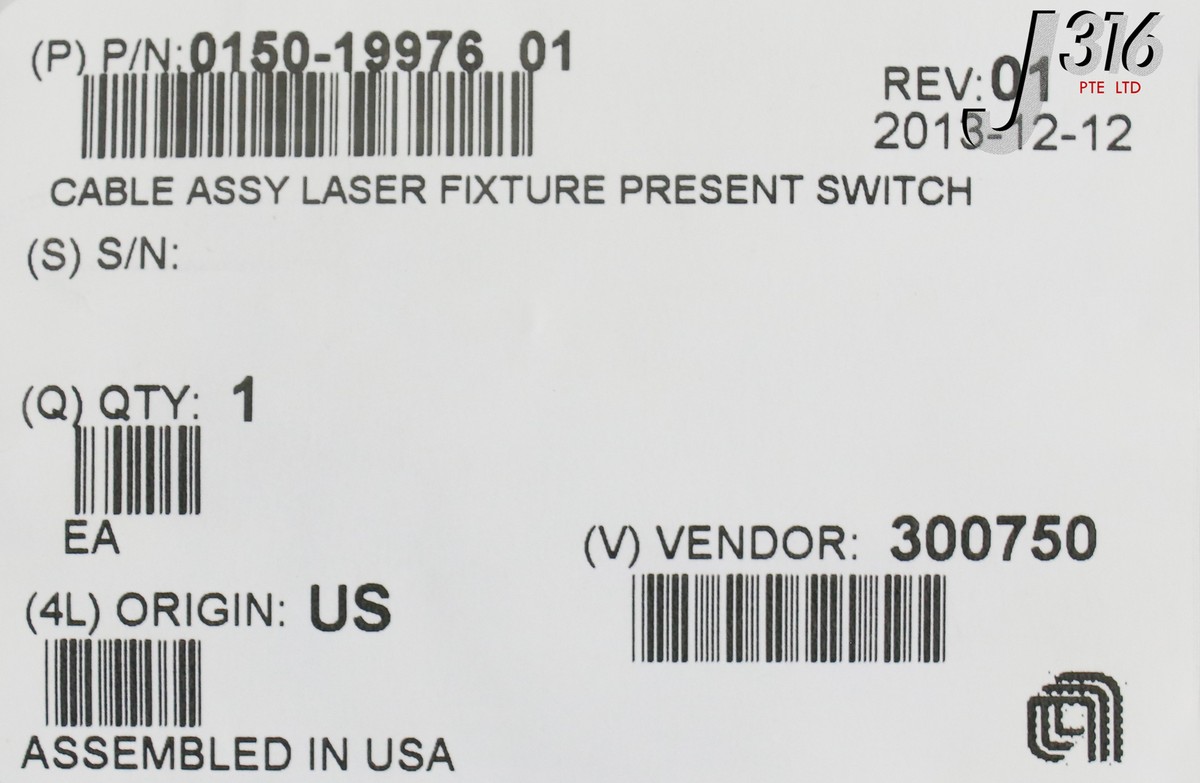 (P) P/N:0150-19976 01
J316
PTE LTD
REV:01
2013-12-12
CABLE ASSY LASER FIXTURE PRESENT SWITCH
(S) S/N:
(Q) QTY: 1
EA
(V) VENDOR: 300750
(4L) ORIGIN: US
ASSEMBLED IN USA